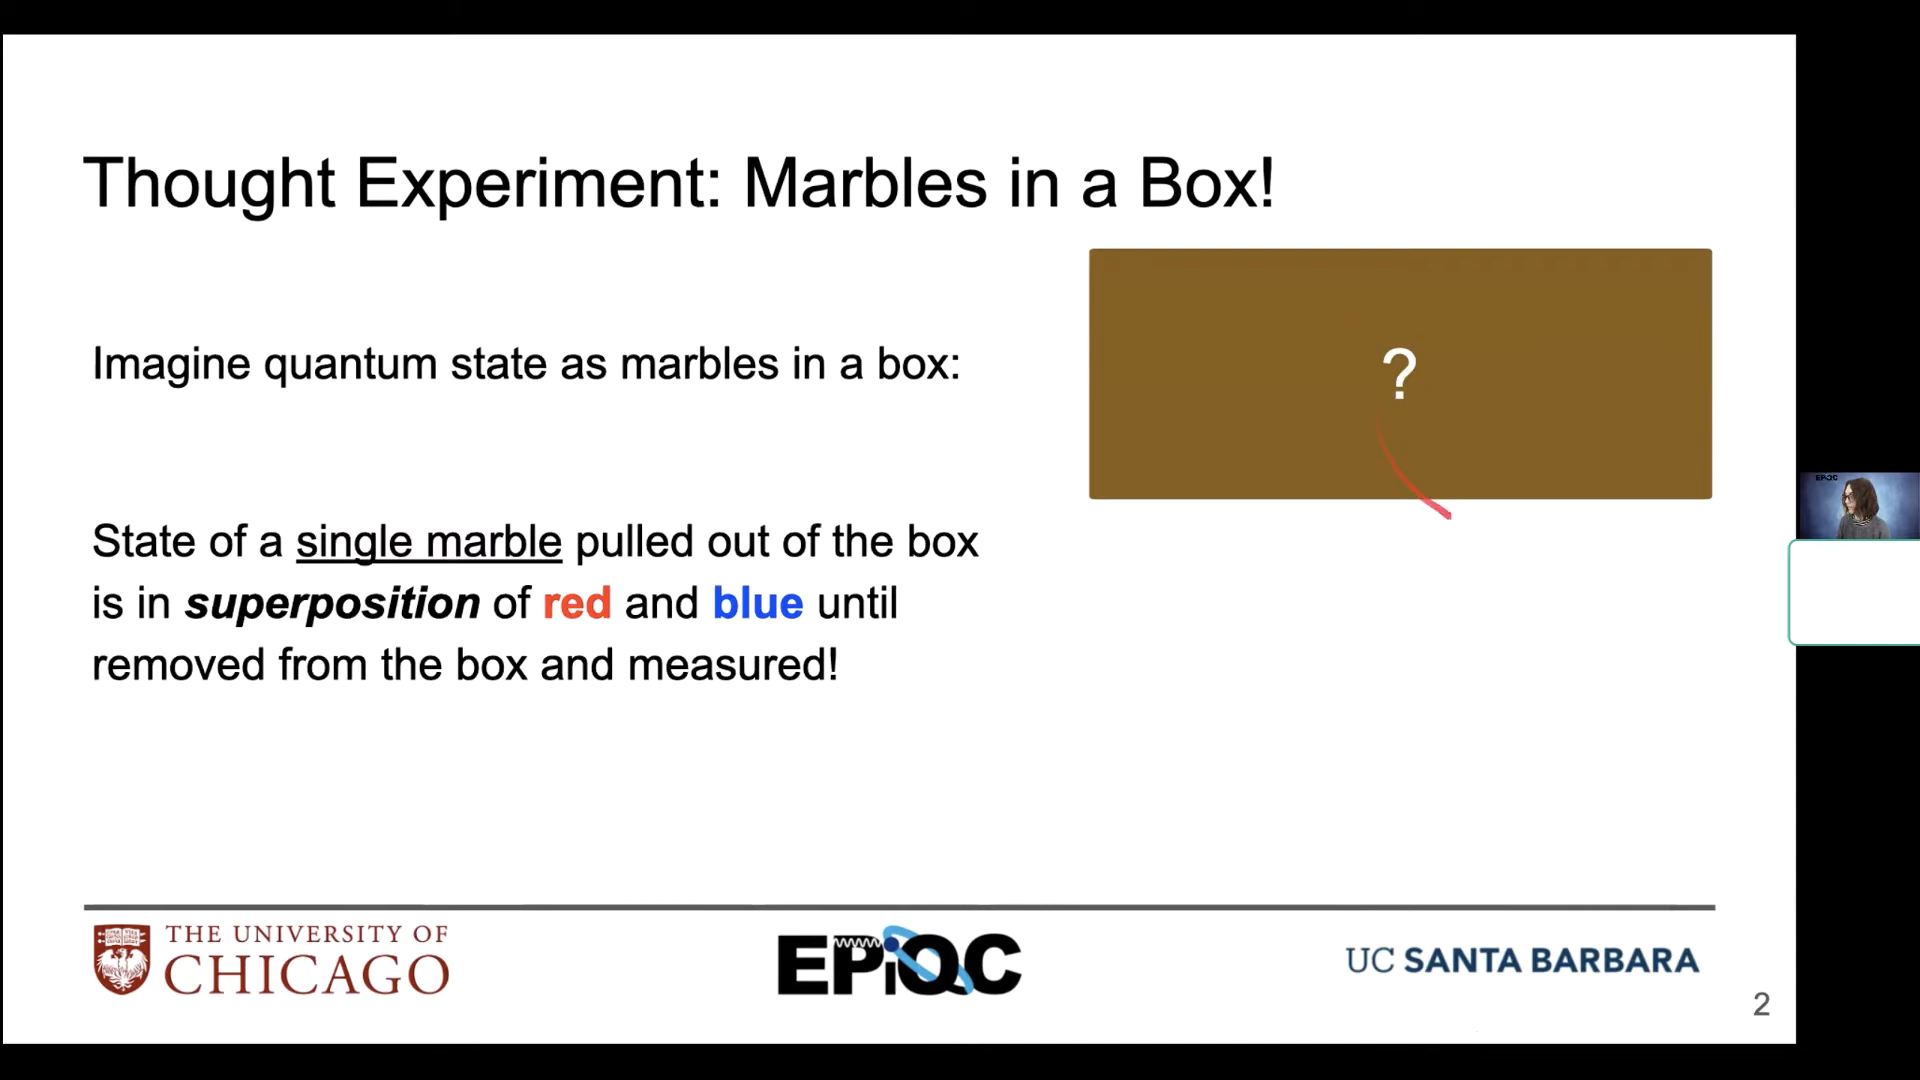 Thought Experiment: Marbles in a Box!
Imagine quantum state as marbles in a box:
?
State of a single marble pulled out of the box
is in superposition of red and blue until
removed from the box and measured!
EPiQC
THE UNIVERSITY OF
CHICAGO
EPiQC
UC SANTA BARBARA
2